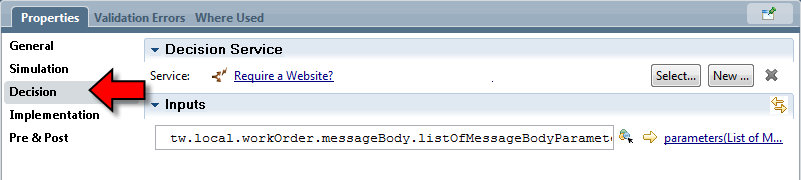 Properties Validation Errors Where Used
General
Simulation
Decision
Implementation
Pre & Post
Decision Service
Service: Require a Website? Select... New ...
Inputs
tw.local.workOrder.messageBody.listOfMessageBodyParamet parameters(List of M...